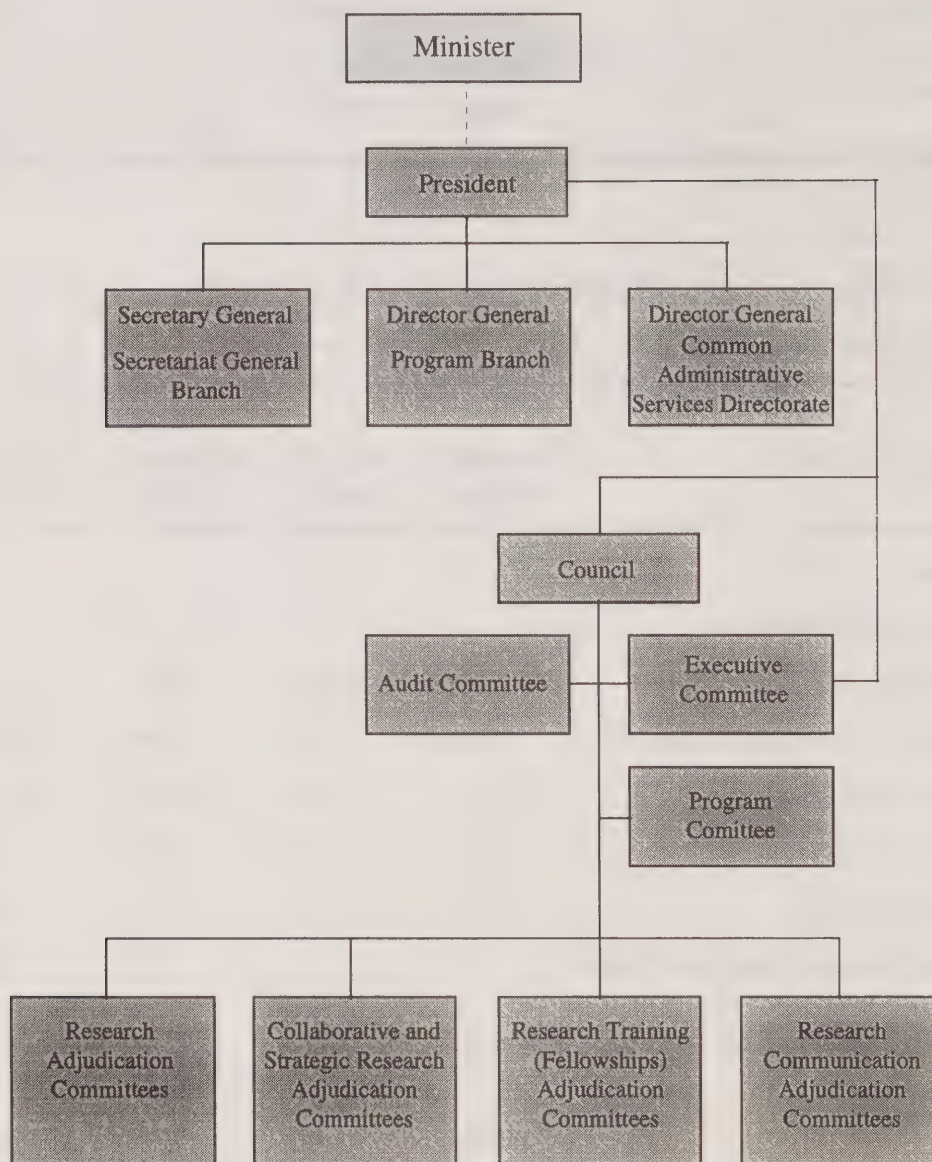 Minister
President
Secretary General
Secretariat General
Branch
Director General
Program Branch
Director General
Common
Administrative
Services Directorate
Council
Audit Committee
Executive
Committee
Program
Comittee
Research
Adjudication
Committees
Collaborative and
Strategic Research
Adjudication
Committees
Research Training
(Fellowships)
Adjudication
Committees
Research
Communication
Adjudication
Committees